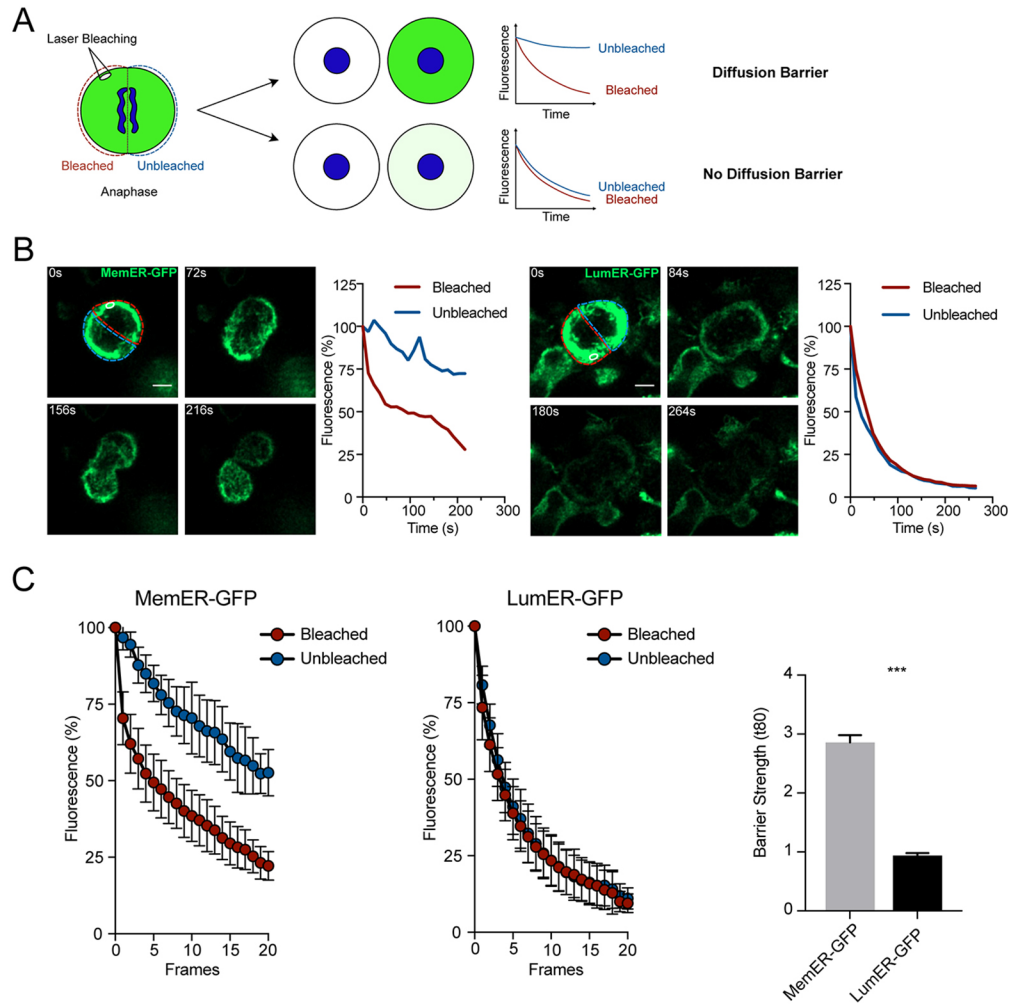 A
Laser Bleaching
Bleached
Unbleached
Anaphase
Fluorescence
Unbleached
Bleached
Time
Diffusion Barrier
Fluorescence
Unbleached
Bleached
Time
No Diffusion Barrier
B
0s
MemER-GFP
72s
156s
216s
Fluorescence (%)
125
100
75
50
25
0
0
100
200
300
Time (s)
Bleached
Unbleached
0s
LumER-GFP
84s
180s
264s
Fluorescence (%)
125
100
75
50
25
0
0
100
200
300
Time (s)
Bleached
Unbleached
C
MemER-GFP
Bleached
Unbleached
Fluorescence (%)
100
75
50
25
0
0
5
10
15
20
Frames
LumER-GFP
Bleached
Unbleached
Fluorescence (%)
100
75
50
25
0
0
5
10
15
20
Frames
Barrier Strength (t80)
4
3
2
1
0
***
MemER-GFP
LumER-GFP